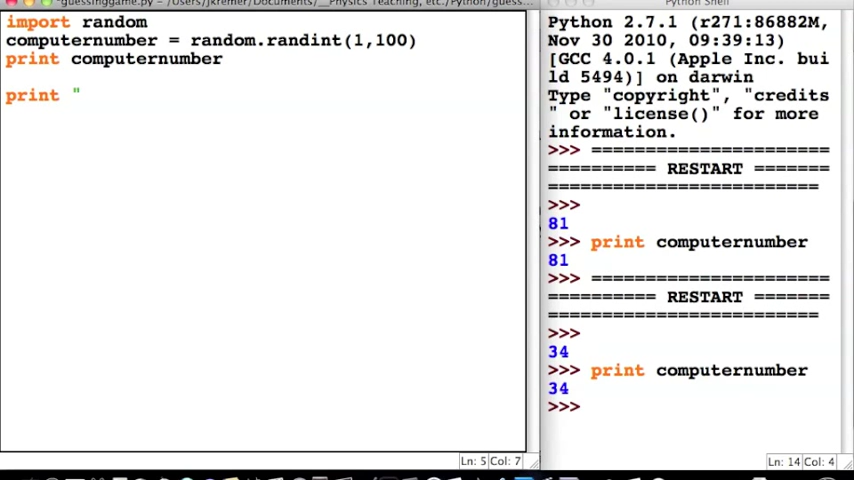 *guessinggame.py - /Users/jkremer/Documents/__Physics Teaching, etc./Python/guess...
import random
computernumber = random.randint(1,100)
print computernumber
print "
Ln: 5 Col: 7
Python Shell
Python 2.7.1 (r271:86882M,
Nov 30 2010, 09:39:13)
[GCC 4.0.1 (Apple Inc. bui
ld 5494)] on darwin
Type "copyright", "credits
" or "license()" for more
information.
>>> ======================
========== RESTART =======
=========================
>>>
81
>>> print computernumber
81
>>> ======================
========== RESTART =======
=========================
>>>
34
>>> print computernumber
34
>>>
Ln: 14 Col: 4